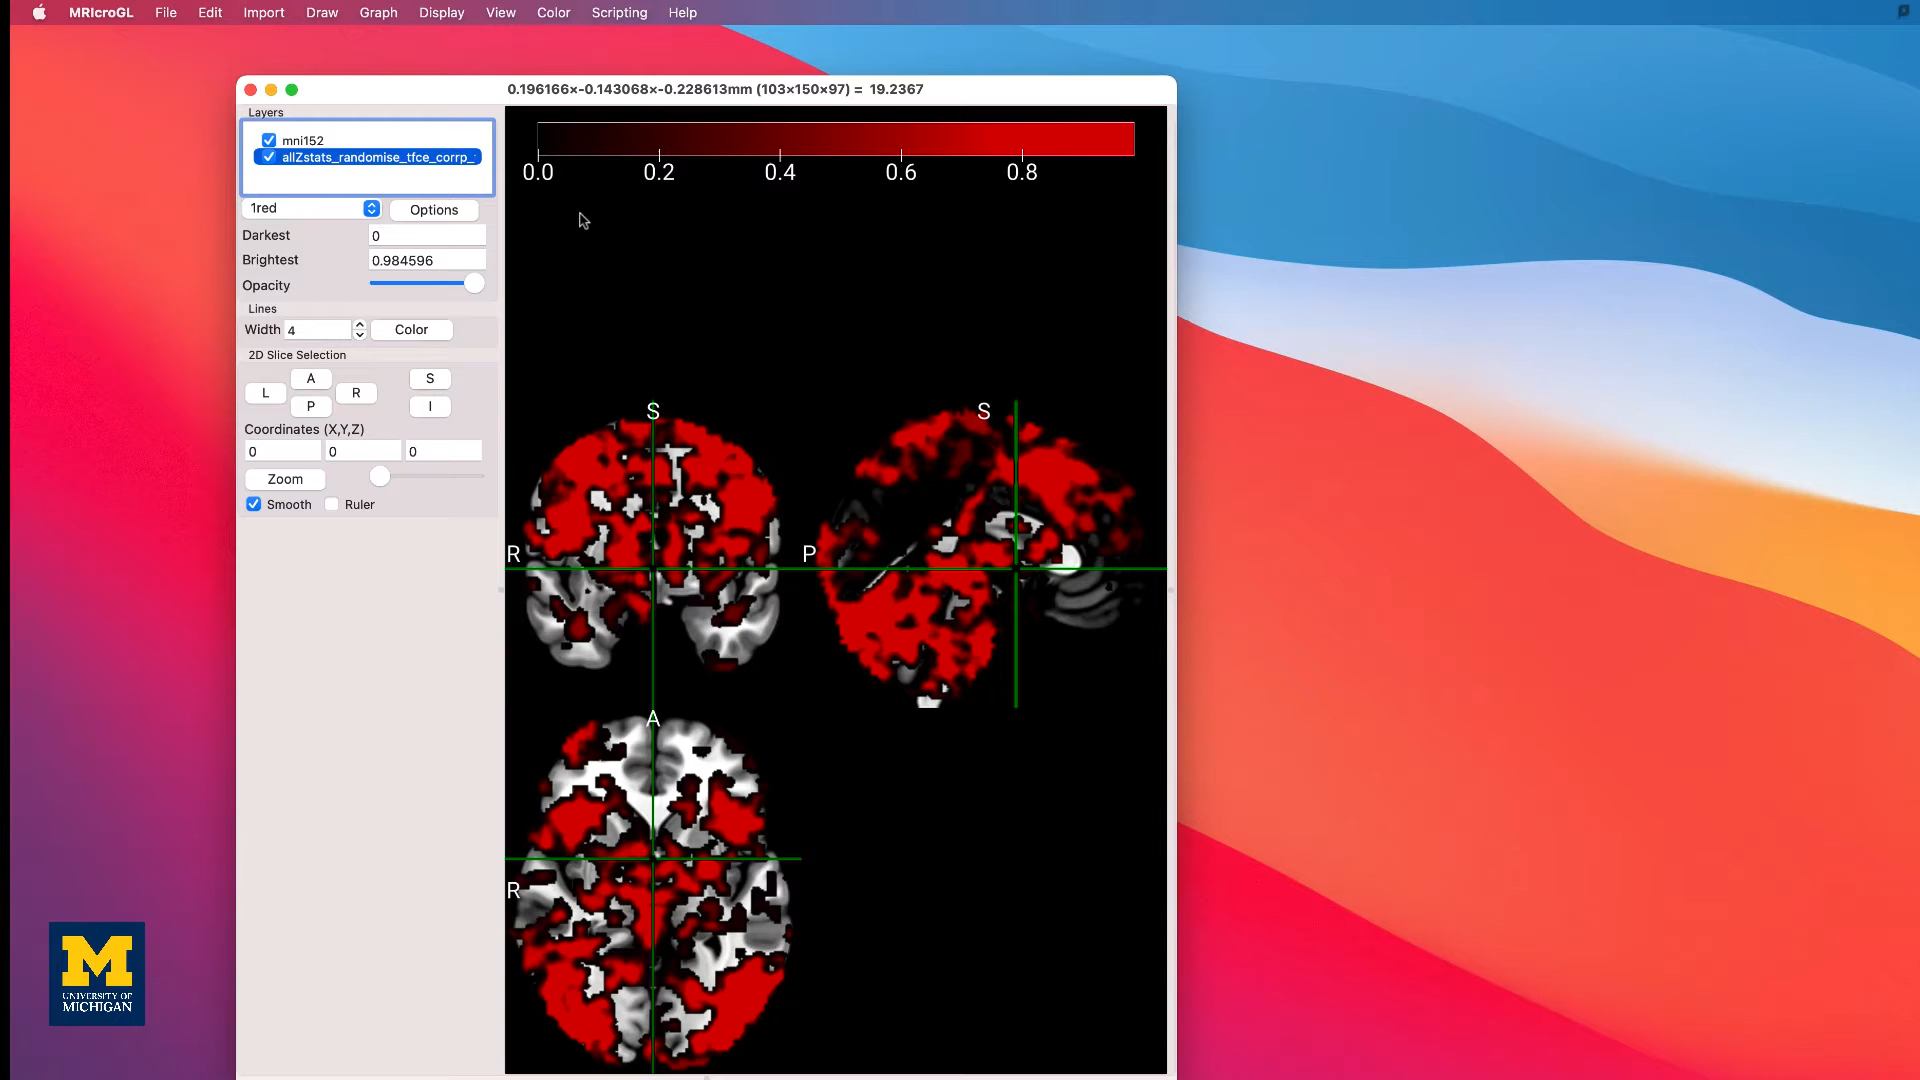 MRIcroGL File Edit Import Draw Graph Display View Color Scripting Help
0.196166×-0.143068×-0.228613mm (103×150×97) = 19.2367
Layers
mni152
allZstats_randomise_tfce_corrp_
1red Options
Darkest 0
Brightest 0.984596
Opacity
Lines
Width 4 Color
2D Slice Selection
A S
L R
P I
Coordinates (X,Y,Z)
0 0 0
Zoom
Smooth Ruler
0.0 0.2 0.4 0.6 0.8
S S
R P
A
R
M
UNIVERSITY OF
MICHIGAN